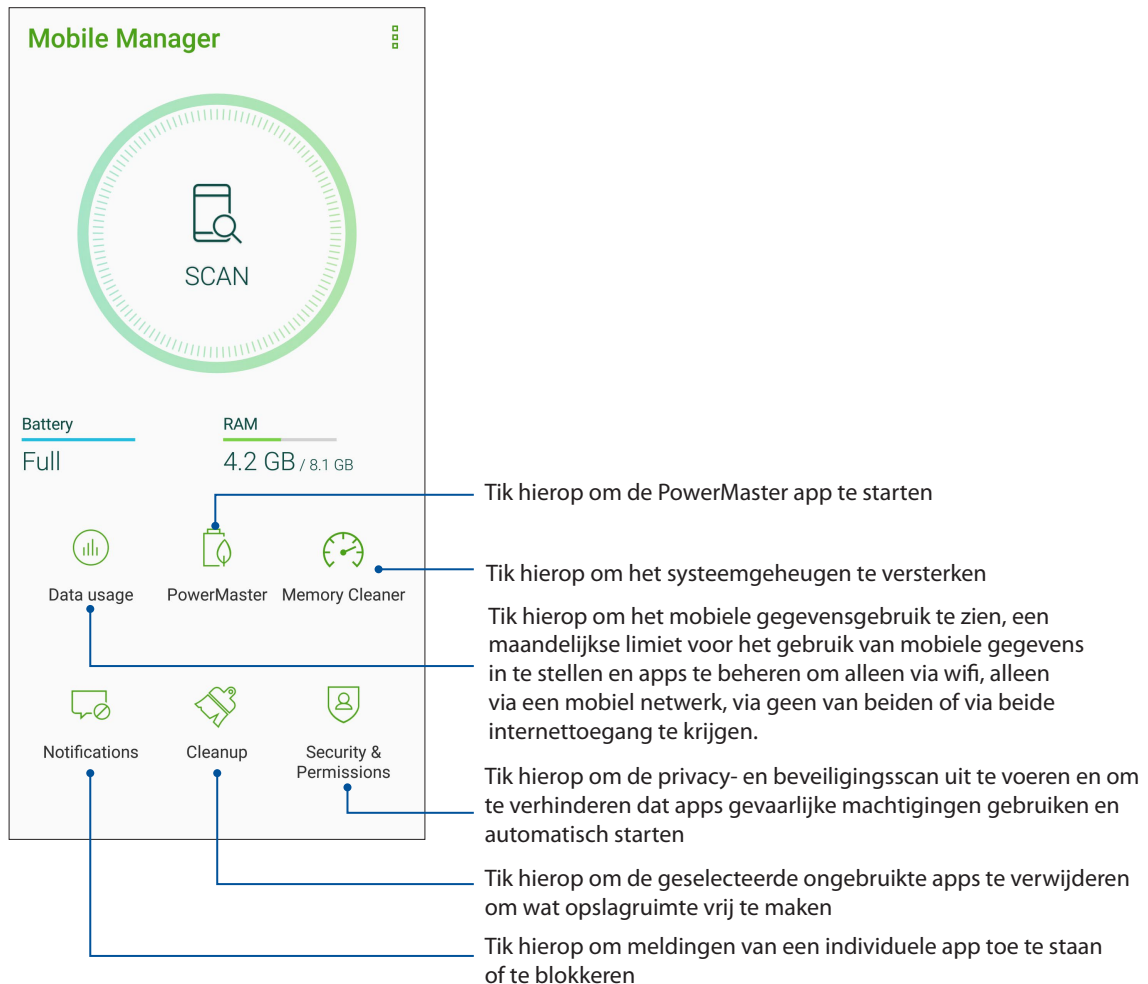 Mobile Manager
SCAN
Battery
RAM
Full
4.2 GB / 8.1 GB
Tik hierop om de PowerMaster app te starten
Data usage
PowerMaster
Memory Cleaner
Tik hierop om het systeemgeheugen te versterken
Tik hierop om het mobiele gegevensgebruik te zien, een
maandelijkse limiet voor het gebruik van mobiele gegevens
in te stellen en apps te beheren om alleen via wifi, alleen
via een mobiel netwerk, via geen van beiden of via beide
internettoegang te krijgen.
Notifications
Cleanup
Security &
Permissions
Tik hierop om de privacy- en beveiligingsscan uit te voeren en om
te verhinderen dat apps gevaarlijke machtigingen gebruiken en
automatisch starten
Tik hierop om de geselecteerde ongebruikte apps te verwijderen
om wat opslagruimte vrij te maken
Tik hierop om meldingen van een individuele app toe te staan
of te blokkeren